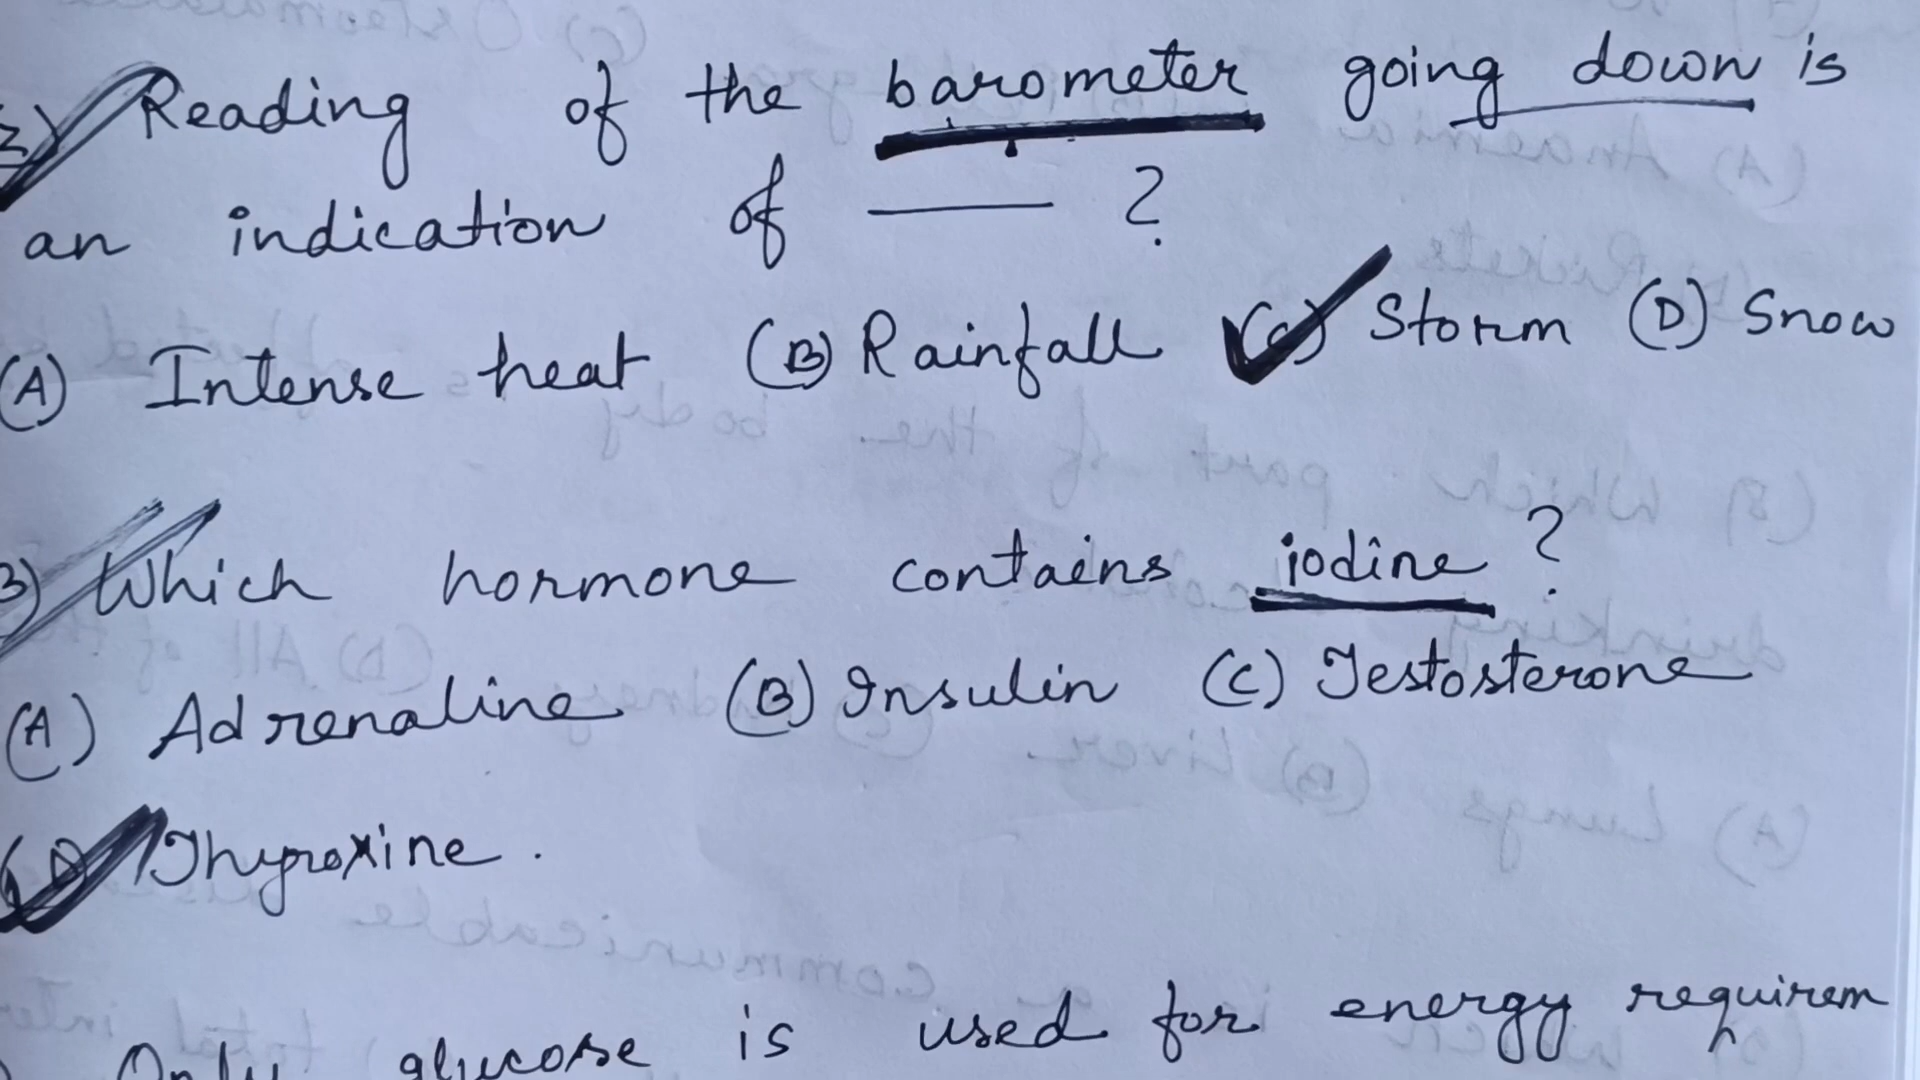 2) Reading of the barometer going down is
an indication of ——— ?
(A) Intense heat (B) Rainfall (C) Storm (D) Snow
3) Which hormone contains iodine ?
(A) Adrenaline (B) Insulin (C) Testosterone
(D) Thyroxine.
Only glucose is used for energy requirem